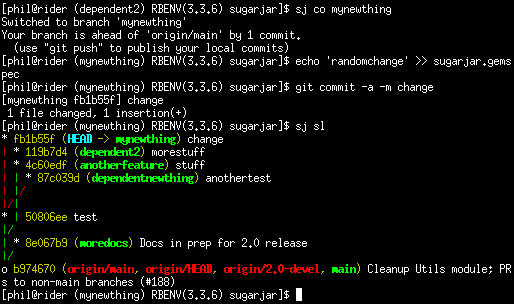 [phil@rider (dependent2) RBENV(3.3.6) sugarjar]$ sj co mynewthing
Switched to branch 'mynewthing'
Your branch is ahead of 'origin/main' by 1 commit.
  (use "git push" to publish your local commits)
[phil@rider (mynewthing) RBENV(3.3.6) sugarjar]$ echo 'randomchange' >> sugarjar.gems
pec
[phil@rider (mynewthing) RBENV(3.3.6) sugarjar]$ git commit -a -m change
[mynewthing fb1b55f] change
 1 file changed, 1 insertion(+)
[phil@rider (mynewthing) RBENV(3.3.6) sugarjar]$ sj sl
* fb1b55f (HEAD -> mynewthing) change
| * 119b7d4 (dependent2) morestuff
| * 4c60edf (anotherfeature) stuff
| | * 87c039d (dependentnewthing) anothertest
| |/
|/|
* | 50806ee test
|/
| * 8e067b9 (moredocs) Docs in prep for 2.0 release
|/
o b974670 (origin/main, origin/HEAD, origin/2.0-devel, main) Cleanup Utils module; PR
s to non-main branches (#188)
[phil@rider (mynewthing) RBENV(3.3.6) sugarjar]$